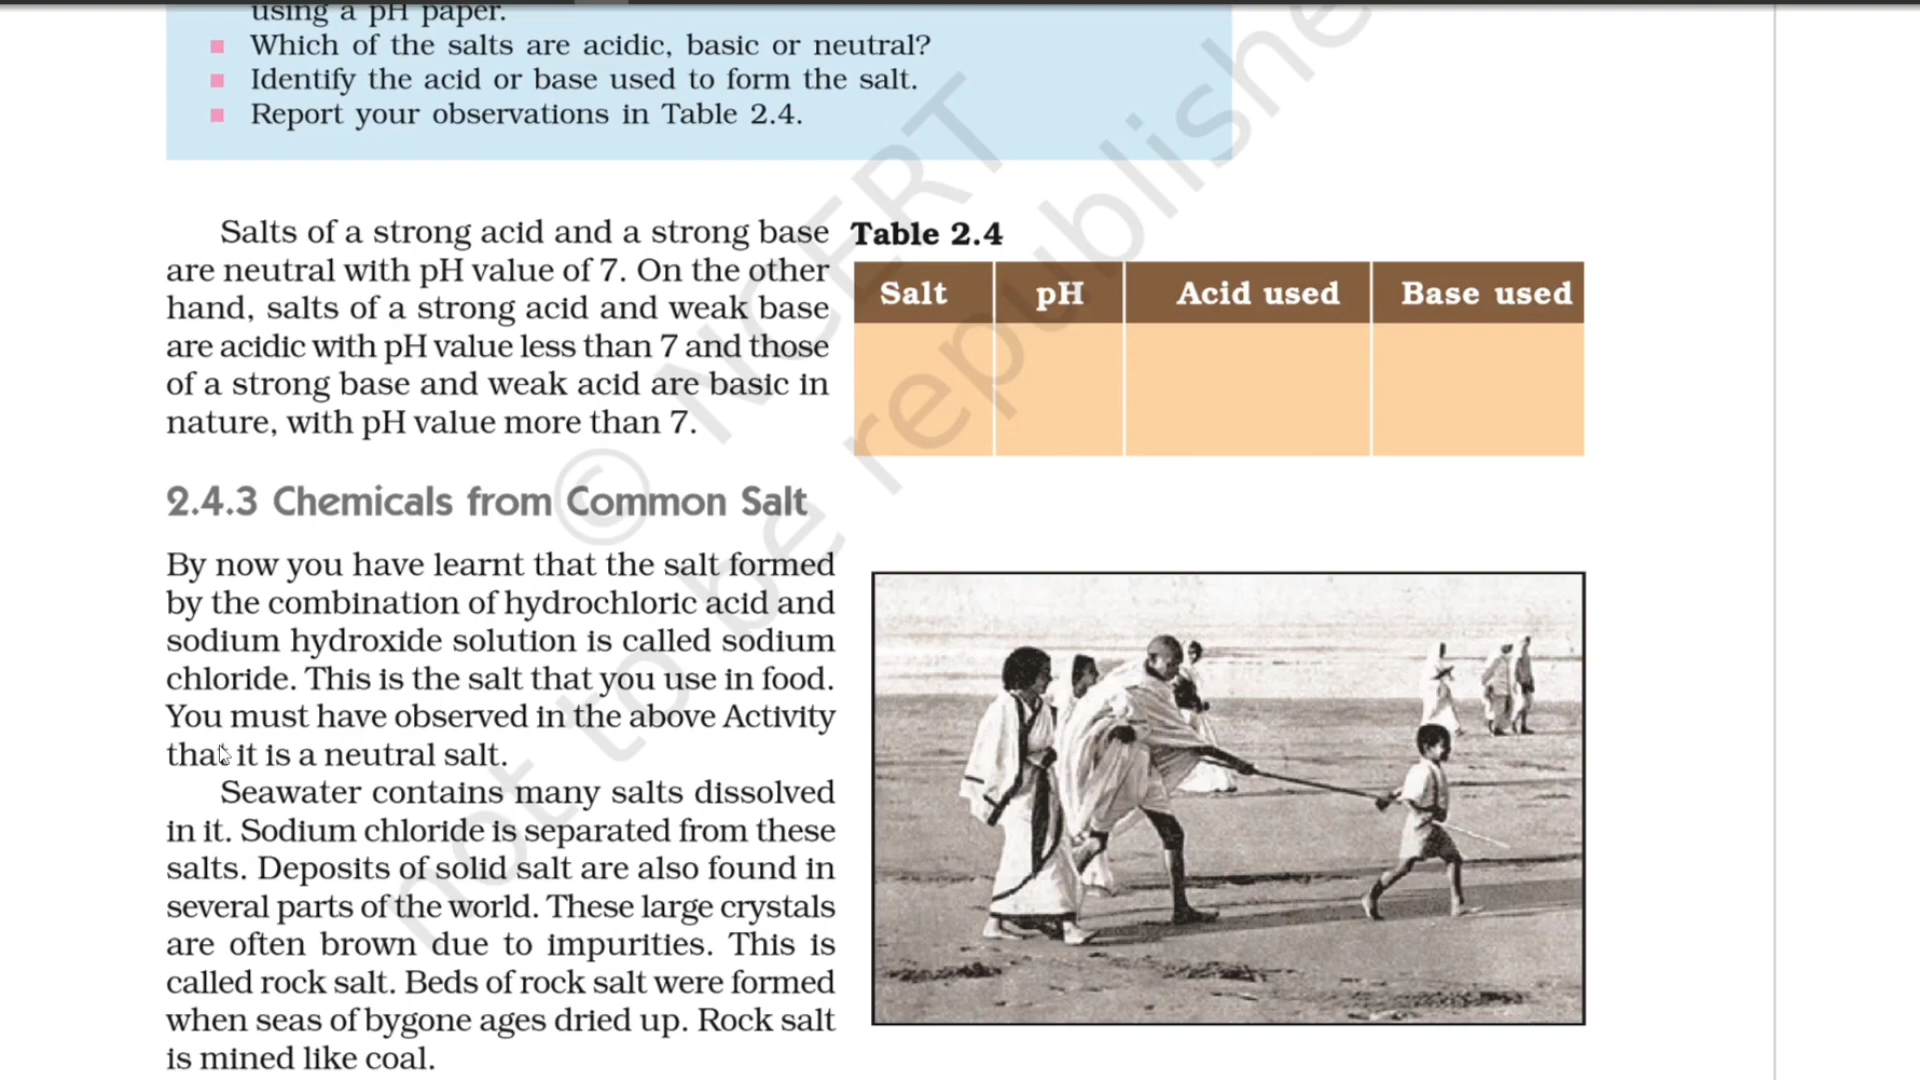 using a pH paper.
Which of the salts are acidic, basic or neutral?
Identify the acid or base used to form the salt.
Report your observations in Table 2.4.
Salts of a strong acid and a strong base
are neutral with pH value of 7. On the other
hand, salts of a strong acid and weak base
are acidic with pH value less than 7 and those
of a strong base and weak acid are basic in
nature, with pH value more than 7.
Table 2.4
Salt pH Acid used Base used
2.4.3 Chemicals from Common Salt
By now you have learnt that the salt formed
by the combination of hydrochloric acid and
sodium hydroxide solution is called sodium
chloride. This is the salt that you use in food.
You must have observed in the above Activity
that it is a neutral salt.
Seawater contains many salts dissolved
in it. Sodium chloride is separated from these
salts. Deposits of solid salt are also found in
several parts of the world. These large crystals
are often brown due to impurities. This is
called rock salt. Beds of rock salt were formed
when seas of bygone ages dried up. Rock salt
is mined like coal.
© NCERT
not to be republishe